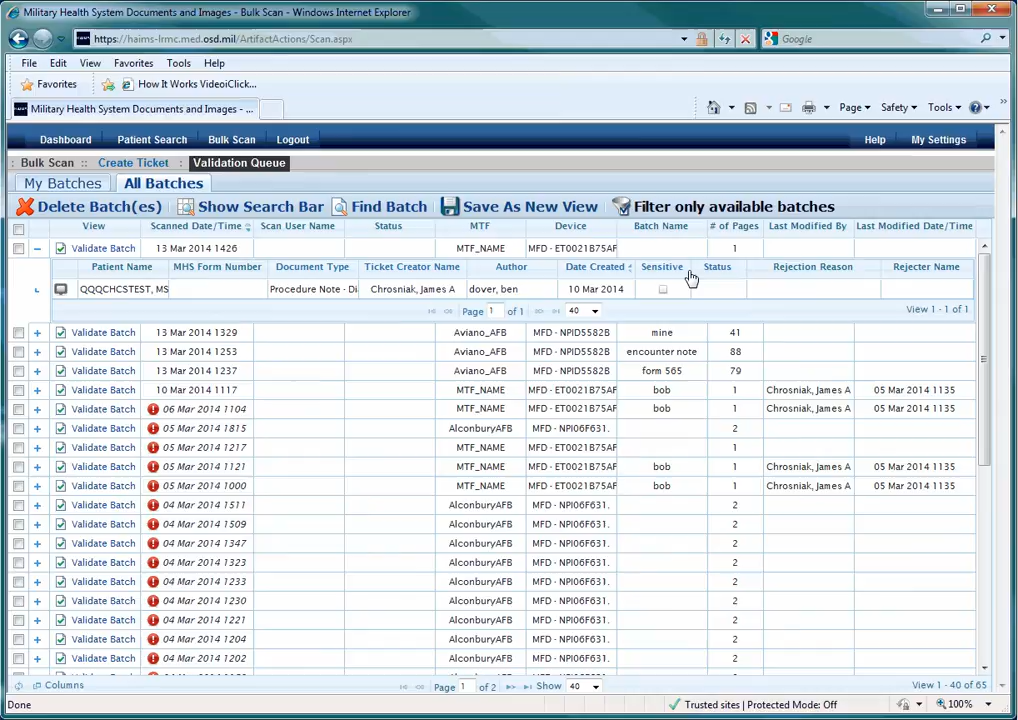 Military Health System Documents and Images - Bulk Scan - Windows Internet Explorer
https://haims-lrmc.med.osd.mil/ArtifactActions/Scan.aspx
Google
File Edit View Favorites Tools Help
Favorites How It Works VideoiClick...
Military Health System Documents and Images - ...
Page Safety Tools
Dashboard Patient Search Bulk Scan Logout Help My Settings
: Bulk Scan :: Create Ticket : Validation Queue
My Batches All Batches
Delete Batch(es) Show Search Bar Find Batch Save As New View Filter only available batches
View Scanned Date/Time Scan User Name Status MTF Device Batch Name # of Pages Last Modified By Last Modified Date/Time
Validate Batch 13 Mar 2014 1426 MTF_NAME MFD - ET0021B75AF 1
Patient Name MHS Form Number Document Type Ticket Creator Name Author Date Created Sensitive Status Rejection Reason Rejecter Name
QQQCHCSTEST, MS Procedure Note - Di Chrosniak, James A dover, ben 10 Mar 2014
Page 1 of 1 40 View 1 - 1 of 1
Validate Batch 13 Mar 2014 1329 Aviano_AFB MFD - NPID5582B mine 41
Validate Batch 13 Mar 2014 1253 Aviano_AFB MFD - NPID5582B encounter note 88
Validate Batch 13 Mar 2014 1237 Aviano_AFB MFD - NPID5582B form 565 79
Validate Batch 10 Mar 2014 1117 MTF_NAME MFD - ET0021B75AF bob 1 Chrosniak, James A 05 Mar 2014 1135
Validate Batch 06 Mar 2014 1104 MTF_NAME MFD - ET0021B75AF bob 1 Chrosniak, James A 05 Mar 2014 1135
Validate Batch 05 Mar 2014 1815 AlconburyAFB MFD - NPI06F631. 2
Validate Batch 05 Mar 2014 1217 MTF_NAME MFD - ET0021B75AF 1
Validate Batch 05 Mar 2014 1121 MTF_NAME MFD - ET0021B75AF bob 1 Chrosniak, James A 05 Mar 2014 1135
Validate Batch 05 Mar 2014 1000 MTF_NAME MFD - ET0021B75AF bob 1 Chrosniak, James A 05 Mar 2014 1135
Validate Batch 04 Mar 2014 1511 AlconburyAFB MFD - NPI06F631. 2
Validate Batch 04 Mar 2014 1509 AlconburyAFB MFD - NPI06F631. 2
Validate Batch 04 Mar 2014 1347 AlconburyAFB MFD - NPI06F631. 2
Validate Batch 04 Mar 2014 1323 AlconburyAFB MFD - NPI06F631. 2
Validate Batch 04 Mar 2014 1233 AlconburyAFB MFD - NPI06F631. 2
Validate Batch 04 Mar 2014 1230 AlconburyAFB MFD - NPI06F631. 2
Validate Batch 04 Mar 2014 1221 AlconburyAFB MFD - NPI06F631. 2
Validate Batch 04 Mar 2014 1204 AlconburyAFB MFD - NPI06F631. 2
Validate Batch 04 Mar 2014 1202 AlconburyAFB MFD - NPI06F631. 2
Columns Page 1 of 2 Show 40 View 1 - 40 of 65
Done Trusted sites | Protected Mode: Off 100%